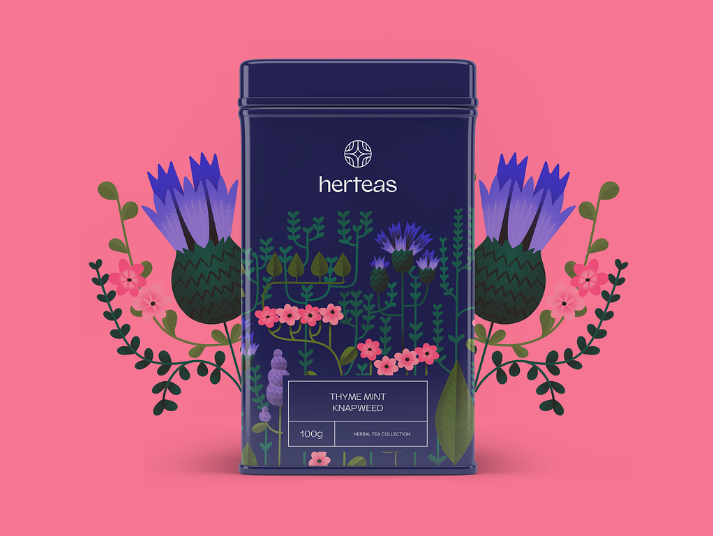 herteas
THYME MINT
KNAPWEED
100g
HERBAL TEA COLLECTION